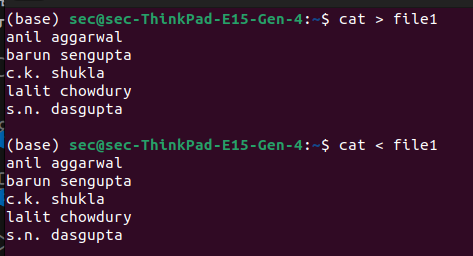 (base) sec@sec-ThinkPad-E15-Gen-4:~$ cat > file1
anil aggarwal
barun sengupta
c.k. shukla
lalit chowdury
s.n. dasgupta
(base) sec@sec-ThinkPad-E15-Gen-4:~$ cat < file1
anil aggarwal
barun sengupta
c.k. shukla
lalit chowdury
s.n. dasgupta